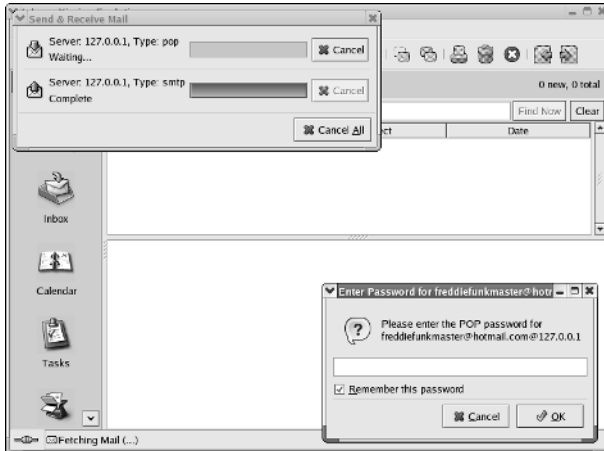 Send & Receive Mail
Server: 127.0.0.1, Type: pop
Waiting...
Cancel
Server: 127.0.0.1, Type: smtp
Complete
Cancel
Cancel All
0 new, 0 total
Find Now
Clear
Date
Inbox
Calendar
Tasks
Enter Password for freddiefunkmaster@hotr
Please enter the POP password for
freddiefunkmaster@hotmail.com@127.0.0.1
Remember this password
Cancel
OK
Fetching Mail (...)